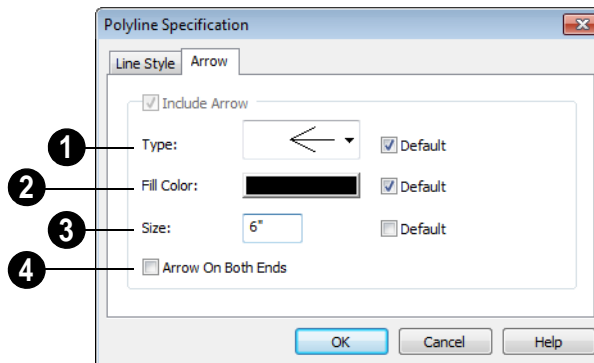 Polyline Specification
Line Style Arrow
Include Arrow
1 Type: Default
2 Fill Color: Default
3 Size: 6" Default
4 Arrow On Both Ends
OK Cancel Help